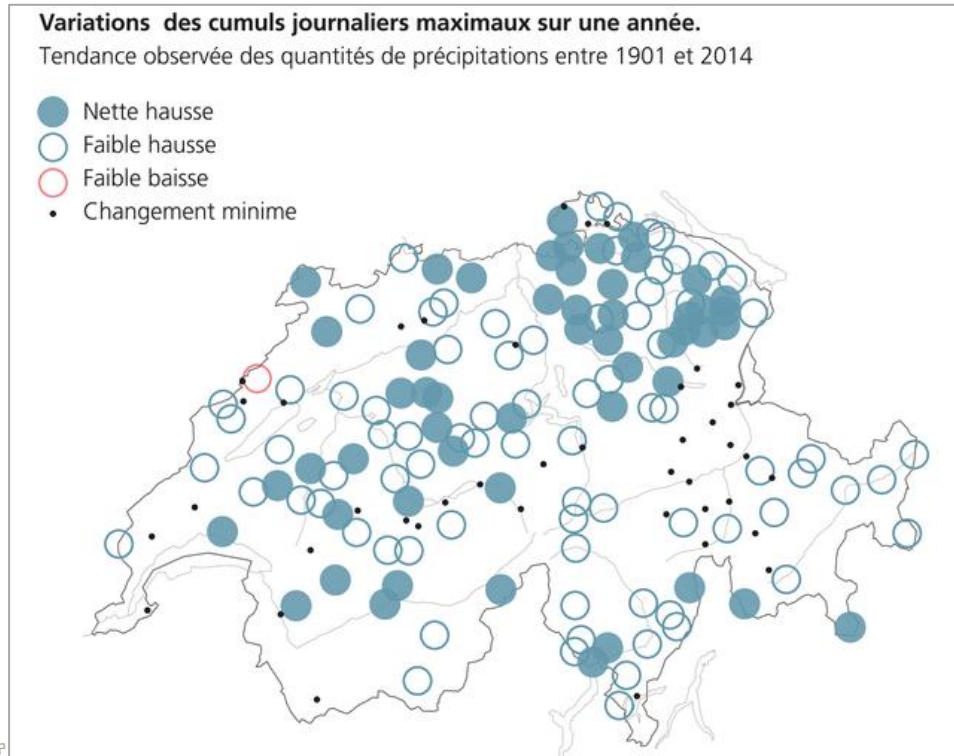 Variations des cumuls journaliers maximaux sur une année.
Tendance observée des quantités de précipitations entre 1901 et 2014
Nette hausse
Faible hausse
Faible baisse
Changement minime